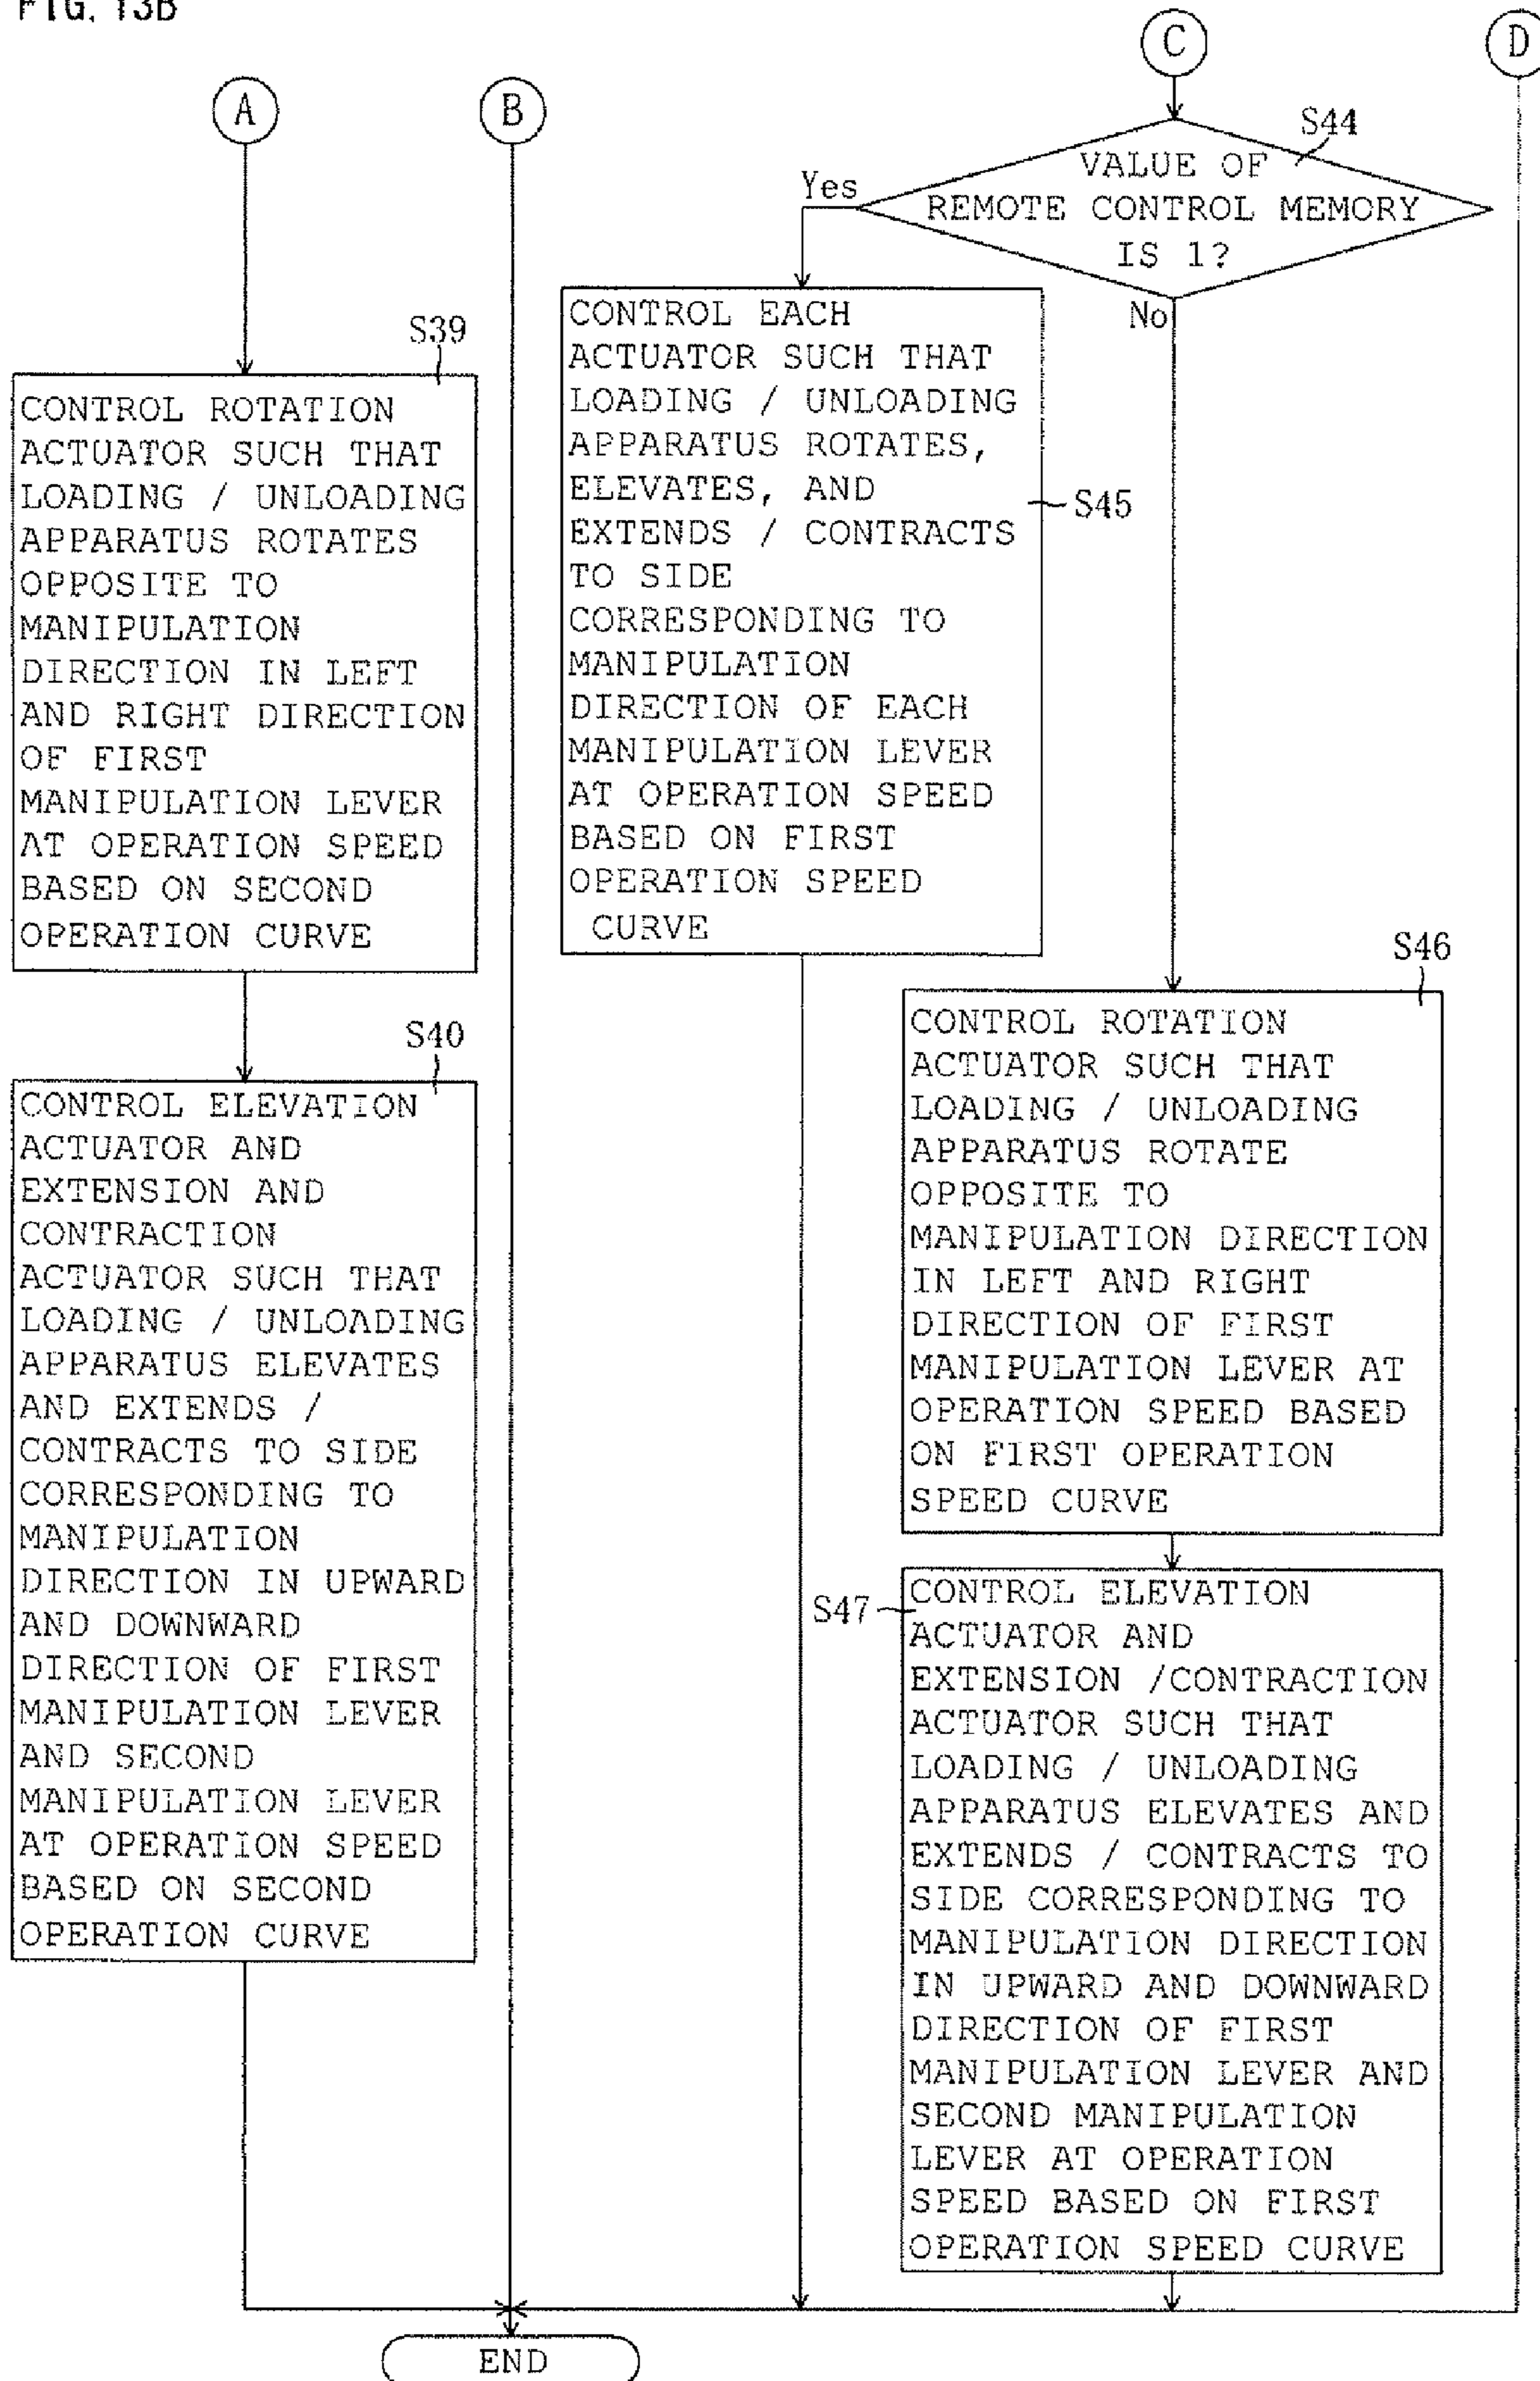 FIG. 13B
A
B
C
D
S39
CONTROL ROTATION
ACTUATOR SUCH THAT
LOADING / UNLOADING
APPARATUS ROTATES
OPPOSITE TO
MANIPULATION
DIRECTION IN LEFT
AND RIGHT DIRECTION
OF FIRST
MANIPULATION LEVER
AT OPERATION SPEED
BASED ON SECOND
OPERATION CURVE
S40
CONTROL ELEVATION
ACTUATOR AND
EXTENSION AND
CONTRACTION
ACTUATOR SUCH THAT
LOADING / UNLOADING
APPARATUS ELEVATES
AND EXTENDS /
CONTRACTS TO SIDE
CORRESPONDING TO
MANIPULATION
DIRECTION IN UPWARD
AND DOWNWARD
DIRECTION OF FIRST
MANIPULATION LEVER
AND SECOND
MANIPULATION LEVER
AT OPERATION SPEED
BASED ON SECOND
OPERATION CURVE
S44
VALUE OF
REMOTE CONTROL MEMORY
IS 1?
Yes
No
CONTROL EACH
ACTUATOR SUCH THAT
LOADING / UNLOADING
APPARATUS ROTATES,
ELEVATES, AND
EXTENDS / CONTRACTS
TO SIDE
CORRESPONDING TO
MANIPULATION
DIRECTION OF EACH
MANIPULATION LEVER
AT OPERATION SPEED
BASED ON FIRST
OPERATION SPEED
CURVE
S45
S46
CONTROL ROTATION
ACTUATOR SUCH THAT
LOADING / UNLOADING
APPARATUS ROTATE
OPPOSITE TO
MANIPULATION DIRECTION
IN LEFT AND RIGHT
DIRECTION OF FIRST
MANIPULATION LEVER AT
OPERATION SPEED BASED
ON FIRST OPERATION
SPEED CURVE
S47
CONTROL ELEVATION
ACTUATOR AND
EXTENSION /CONTRACTION
ACTUATOR SUCH THAT
LOADING / UNLOADING
APPARATUS ELEVATES AND
EXTENDS / CONTRACTS TO
SIDE CORRESPONDING TO
MANIPULATION DIRECTION
IN UPWARD AND DOWNWARD
DIRECTION OF FIRST
MANIPULATION LEVER AND
SECOND MANIPULATION
LEVER AT OPERATION
SPEED BASED ON FIRST
OPERATION SPEED CURVE
END